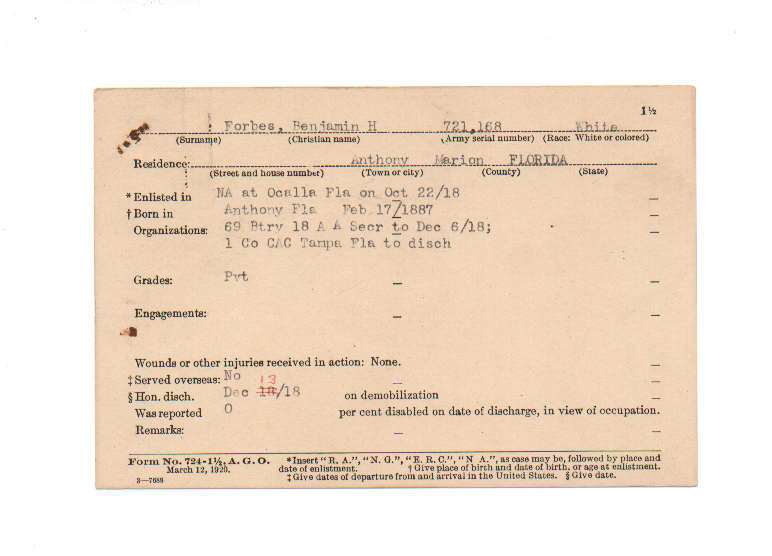 1½
Forbes, Benjamin H 721,168 White
(Surname) (Christian name) (Army serial number) (Race: White or colored)
Residence: Anthony Marion FLORIDA
(Street and house number) (Town or city) (County) (State)
* Enlisted in NA at Ocalla Fla on Oct 22/18
† Born in Anthony Fla Feb 17/1887
Organizations: 69 Btry 18 A A Secr to Dec 6/18;
1 Co CAC Tampa Fla to disch
Grades: Pvt
Engagements:
Wounds or other injuries received in action: None.
‡ Served overseas: No
13
§ Hon. disch. Dec 18/18 on demobilization
Was reported 0 per cent disabled on date of discharge, in view of occupation.
Remarks:
Form No. 724-1½, A. G. O. *Insert "R. A.", "N. G.", "E. R. C.", "N A.", as case may be, followed by place and
March 12, 1920. date of enlistment. † Give place of birth and date of birth, or age at enlistment.
3—7688 ‡ Give dates of departure from and arrival in the United States. § Give date.